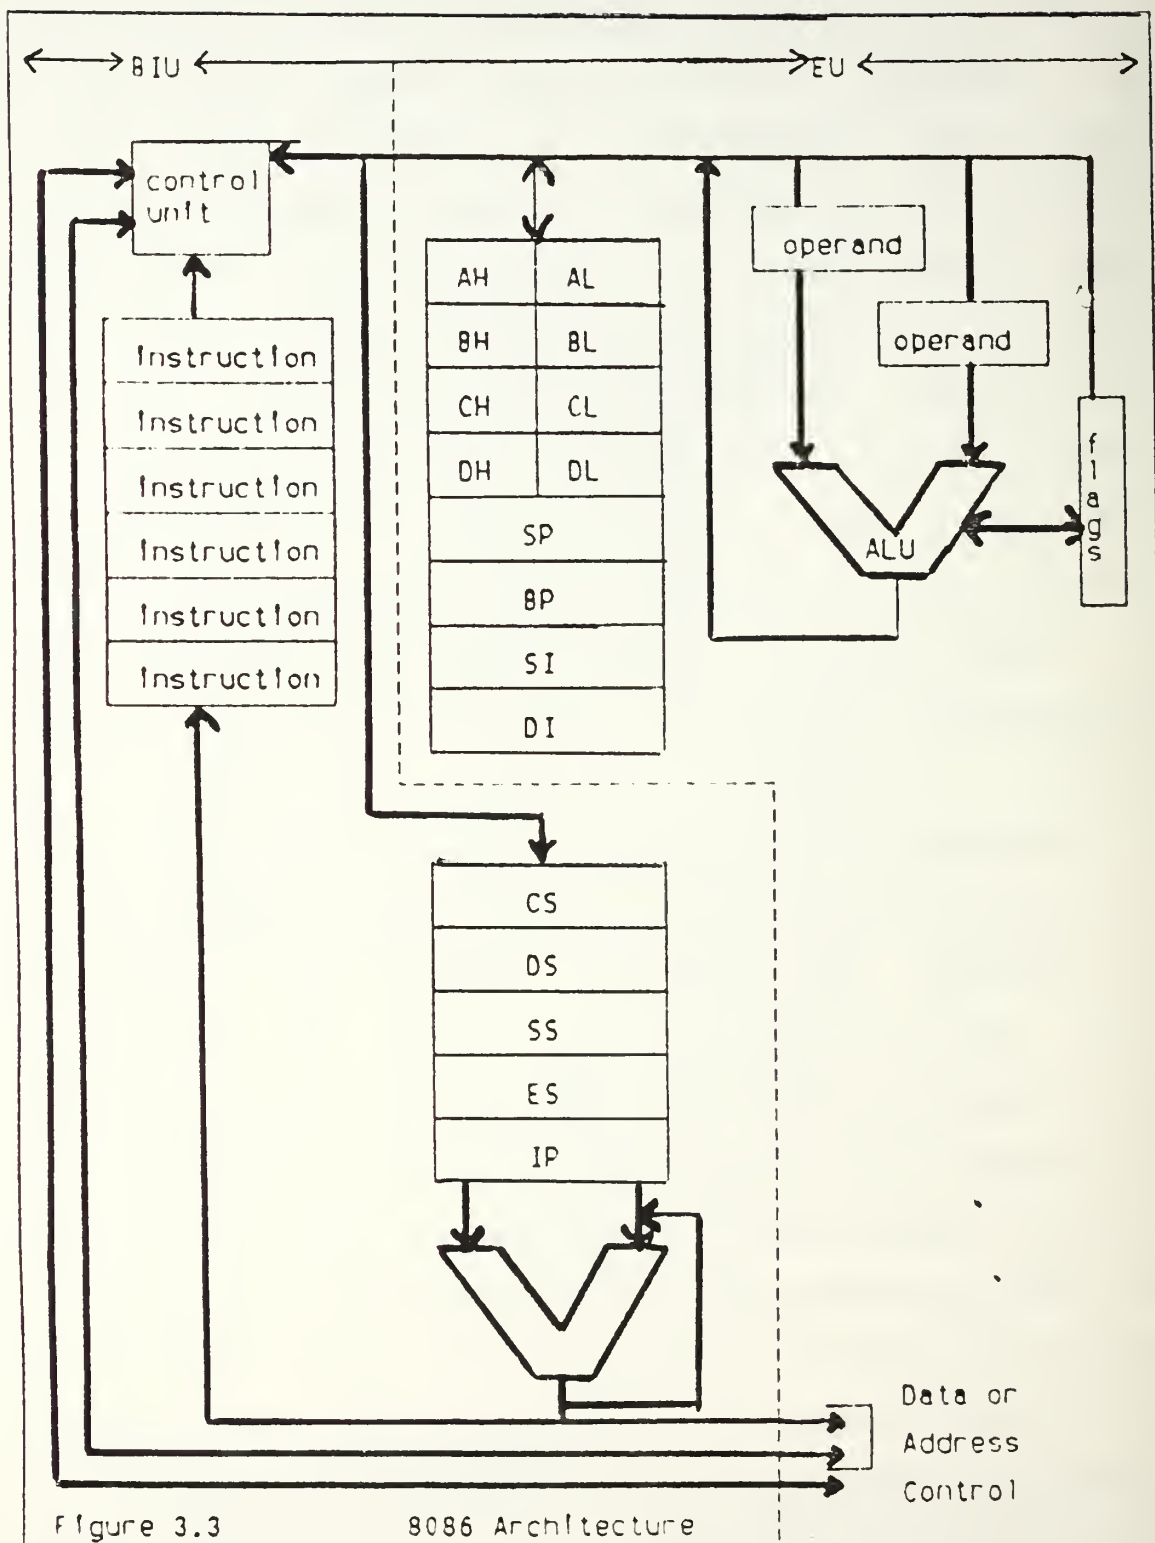 BIU
EU
control
unit
operand
operand
AH AL
BH BL
CH CL
DH DL
SP
BP
SI
DI
Instruction
Instruction
Instruction
Instruction
Instruction
Instruction
flags
ALU
CS
DS
SS
ES
IP
Data or
Address
Control
Figure 3.3 8086 Architecture